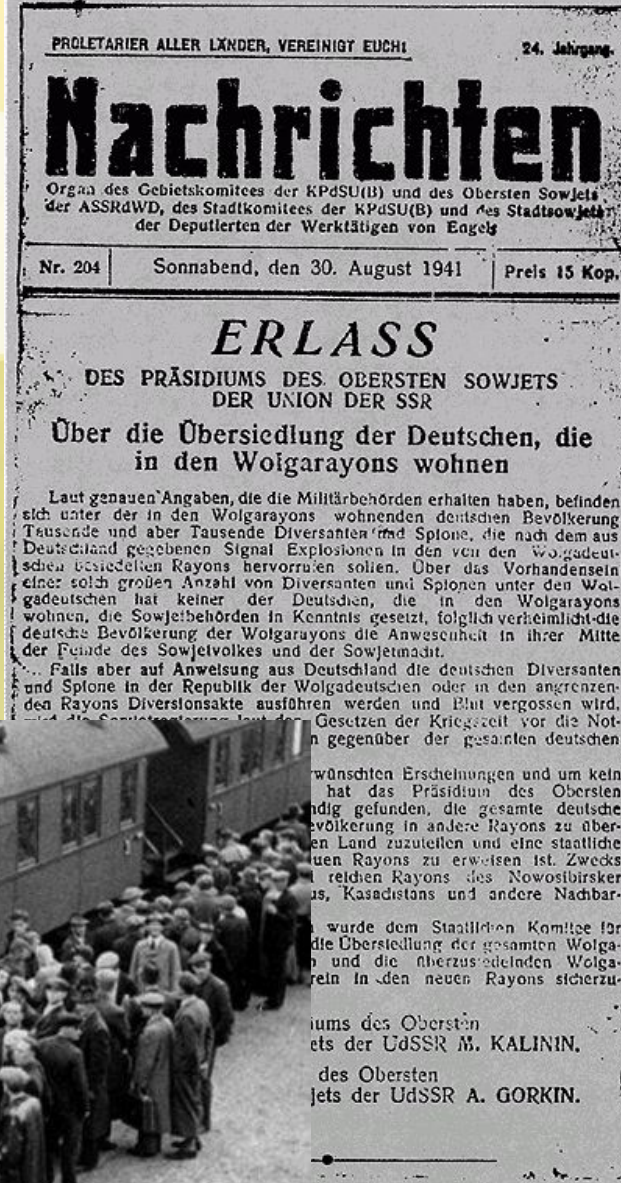 PROLETARIER ALLER LÄNDER, VEREINIGT EUCH!
24. Jahrgang.
Nachrichten
Organ des Gebietskomitees der KPdSU(B) und des Obersten Sowjets
der ASSRdWD, des Stadtkomitees der KPdSU(B) und des Stadtsowjets
der Deputierten der Werktätigen von Engels
Nr. 204
Sonnabend, den 30. August 1941
Preis 15 Kop.
ERLASS
DES PRÄSIDIUMS DES OBERSTEN SOWJETS
DER UNION DER SSR
Über die Übersiedlung der Deutschen, die
in den Wolgarayons wohnen
Laut genauen Angaben, die die Militärbehörden erhalten haben, befinden
sich unter der in den Wolgarayons wohnenden deutschen Bevölkerung
Tausende und aber Tausende Diversanten und Spione, die nach dem aus
Deutschland gegebenen Signal Explosionen in den von den Wolgadeut-
schen besiedelten Rayons hervorrufen sollen. Über das Vorhandensein
einer solch großen Anzahl von Diversanten und Spionen unter den Wol-
gadeutschen hat keiner der Deutschen, die in den Wolgarayons
wohnen, die Sowjetbehörden in Kenntnis gesetzt, folglich verheimlicht die
deutsche Bevölkerung der Wolgarayons die Anwesenheit in ihrer Mitte
der Feinde des Sowjetvolkes und der Sowjetmacht.
Falls aber auf Anweisung aus Deutschland die deutschen Diversanten
und Spione in der Republik der Wolgadeutschen oder in den angrenzen-
den Rayons Diversionsakte ausführen werden und Blut vergossen wird,
wird die Sowjetregierung laut den Gesetzen der Kriegszeit vor die Not-
n gegenüber der gesamten deutschen
rwünschten Erscheinungen und um kein
hat das Präsidium des Obersten
ndig gefunden, die gesamte deutsche
evölkerung in andere Rayons zu über-
en Land zuzuteilen und eine staatliche
uen Rayons zu erweisen ist. Zwecks
reichen Rayons des Nowosibirsker
us, Kasachstans und andere Nachbar-
wurde dem Staatlichen Komitee für
die Übersiedlung der gesamten Wolga-
und die überzusiedelnden Wolga-
rein in den neuen Rayons sicherzu-
iums des Obersten
ets der UdSSR M. KALININ.
des Obersten
jets der UdSSR A. GORKIN.